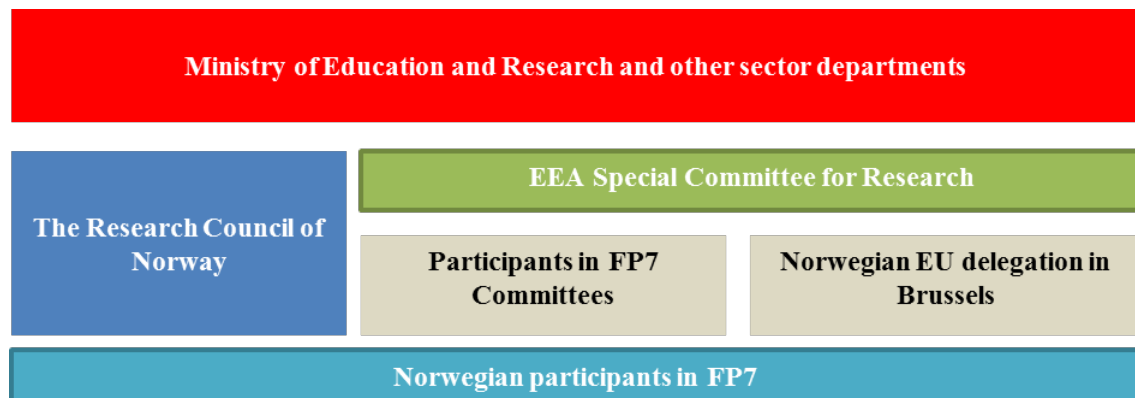 Ministry of Education and Research and other sector departments
EEA Special Committee for Research
The Research Council of
Norway
Participants in FP7
Committees
Norwegian EU delegation in
Brussels
Norwegian participants in FP7